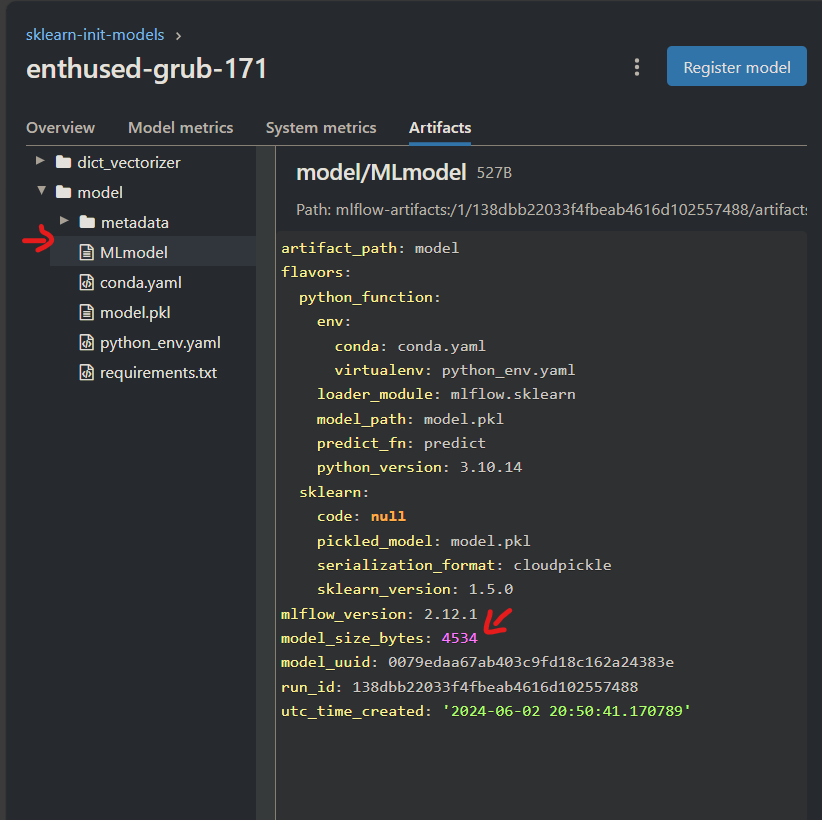 sklearn-init-models >
enthused-grub-171
Register model
Overview Model metrics System metrics Artifacts
dict_vectorizer
model
metadata
MLmodel
conda.yaml
model.pkl
python_env.yaml
requirements.txt
model/MLmodel 527B
Path: mlflow-artifacts:/1/138dbb22033f4fbeab4616d102557488/artifacts
artifact_path: model
flavors:
python_function:
env:
conda: conda.yaml
virtualenv: python_env.yaml
loader_module: mlflow.sklearn
model_path: model.pkl
predict_fn: predict
python_version: 3.10.14
sklearn:
code: null
pickled_model: model.pkl
serialization_format: cloudpickle
sklearn_version: 1.5.0
mlflow_version: 2.12.1
model_size_bytes: 4534
model_uuid: 0079edaa67ab403c9fd18c162a24383e
run_id: 138dbb22033f4fbeab4616d102557488
utc_time_created: '2024-06-02 20:50:41.170789'